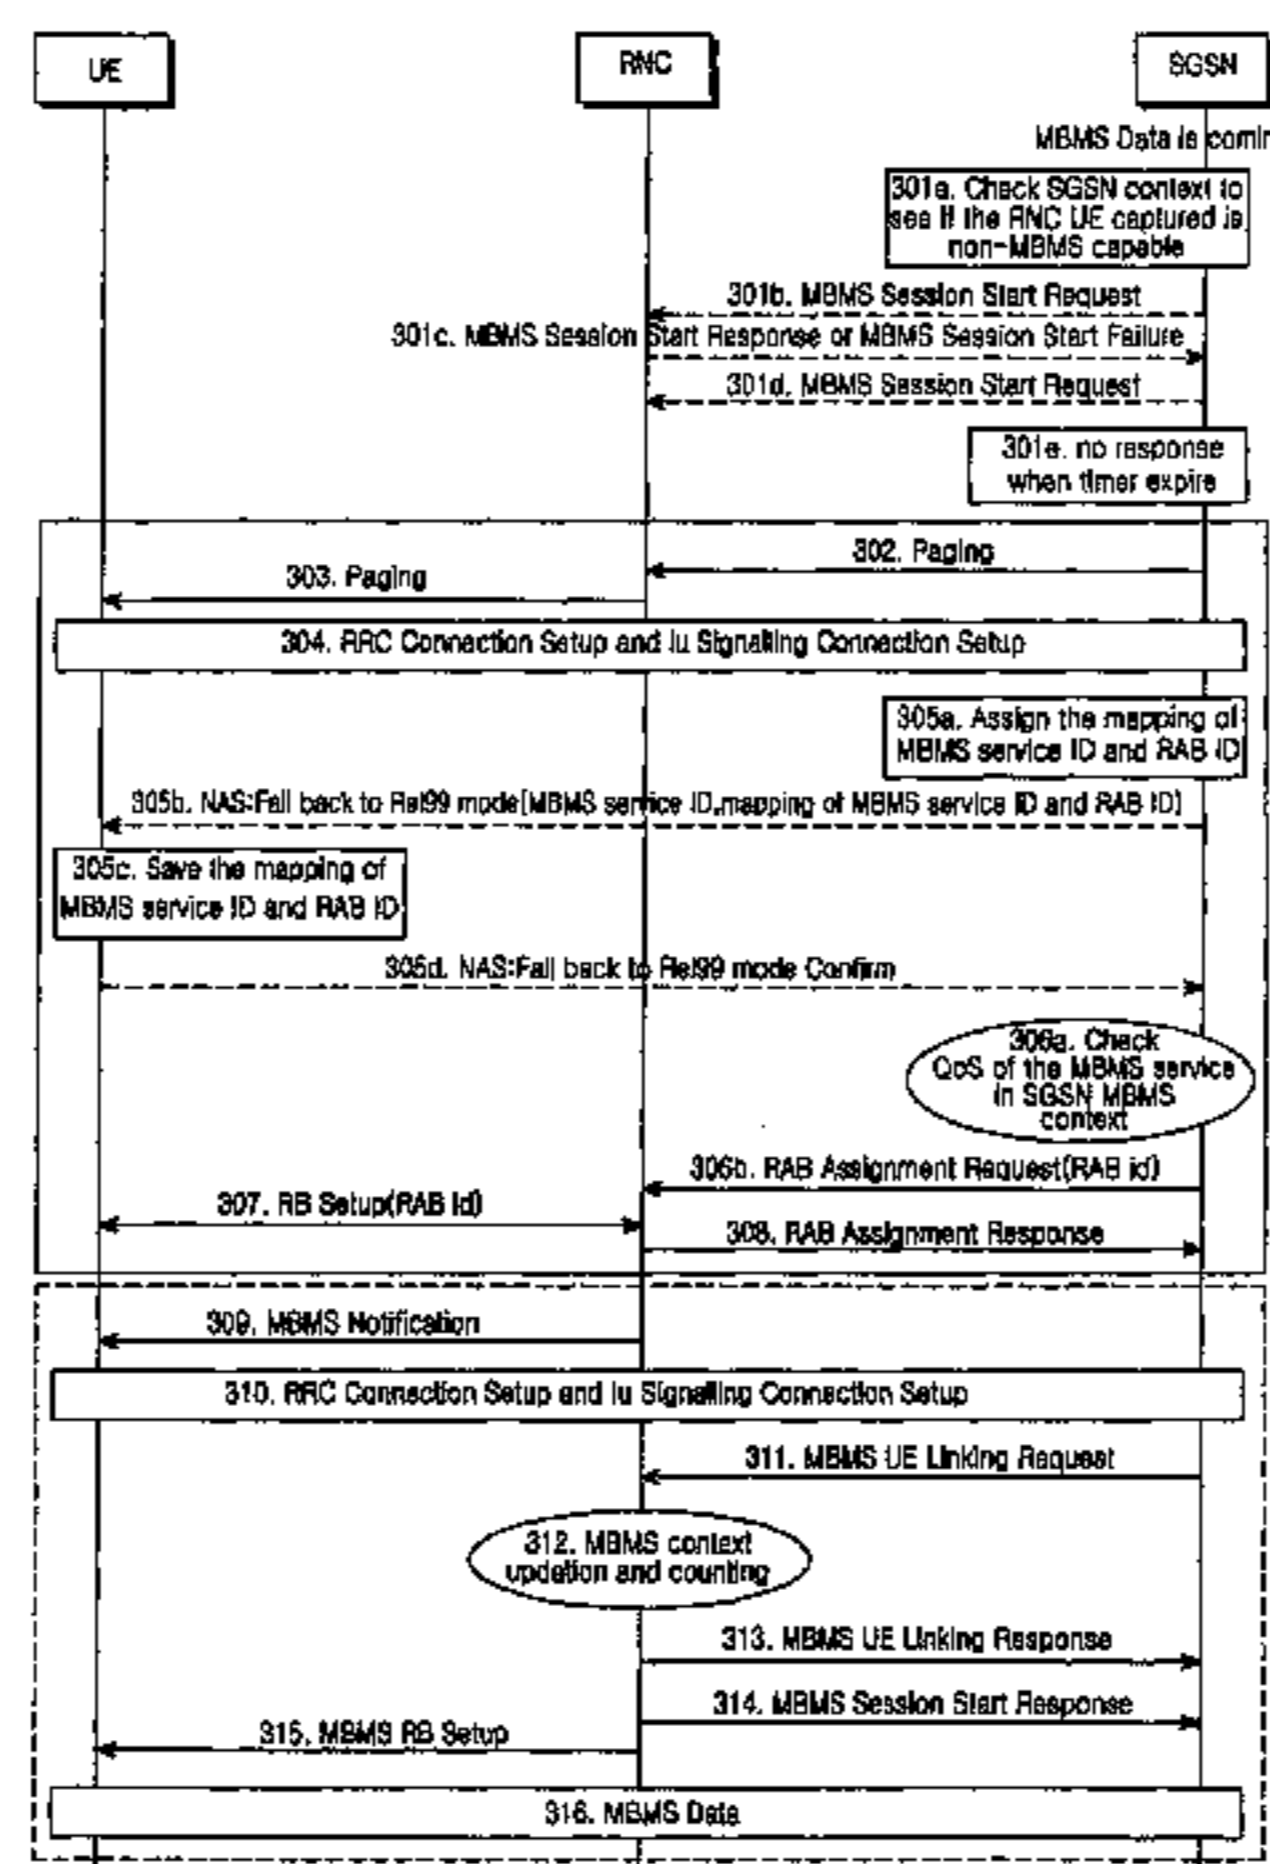 UE
RNC
SGSN
MBMS Data is comin
301a. Check SGSN context to
see if the RNC UE captured is
non-MBMS capable
301b. MBMS Session Start Request
301c. MBMS Session Start Response or MBMS Session Start Failure
301d. MBMS Session Start Request
301e. no response
when timer expire
302. Paging
303. Paging
304. RRC Connection Setup and Iu Signalling Connection Setup
305a. Assign the mapping of
MBMS service ID and RAB ID
305b. NAS:Fall back to Rel99 mode[MBMS service ID,mapping of MBMS service ID and RAB ID]
305c. Save the mapping of
MBMS service ID and RAB ID
305d. NAS:Fall back to Rel99 mode Confirm
306a. Check
QoS of the MBMS service
in SGSN MBMS
context
306b. RAB Assignment Request(RAB id)
307. RB Setup(RAB id)
308. RAB Assignment Response
309. MBMS Notification
310. RRC Connection Setup and Iu Signalling Connection Setup
311. MBMS UE Linking Request
312. MBMS context
updation and counting
313. MBMS UE Linking Response
314. MBMS Session Start Response
315. MBMS RB Setup
316. MBMS Data